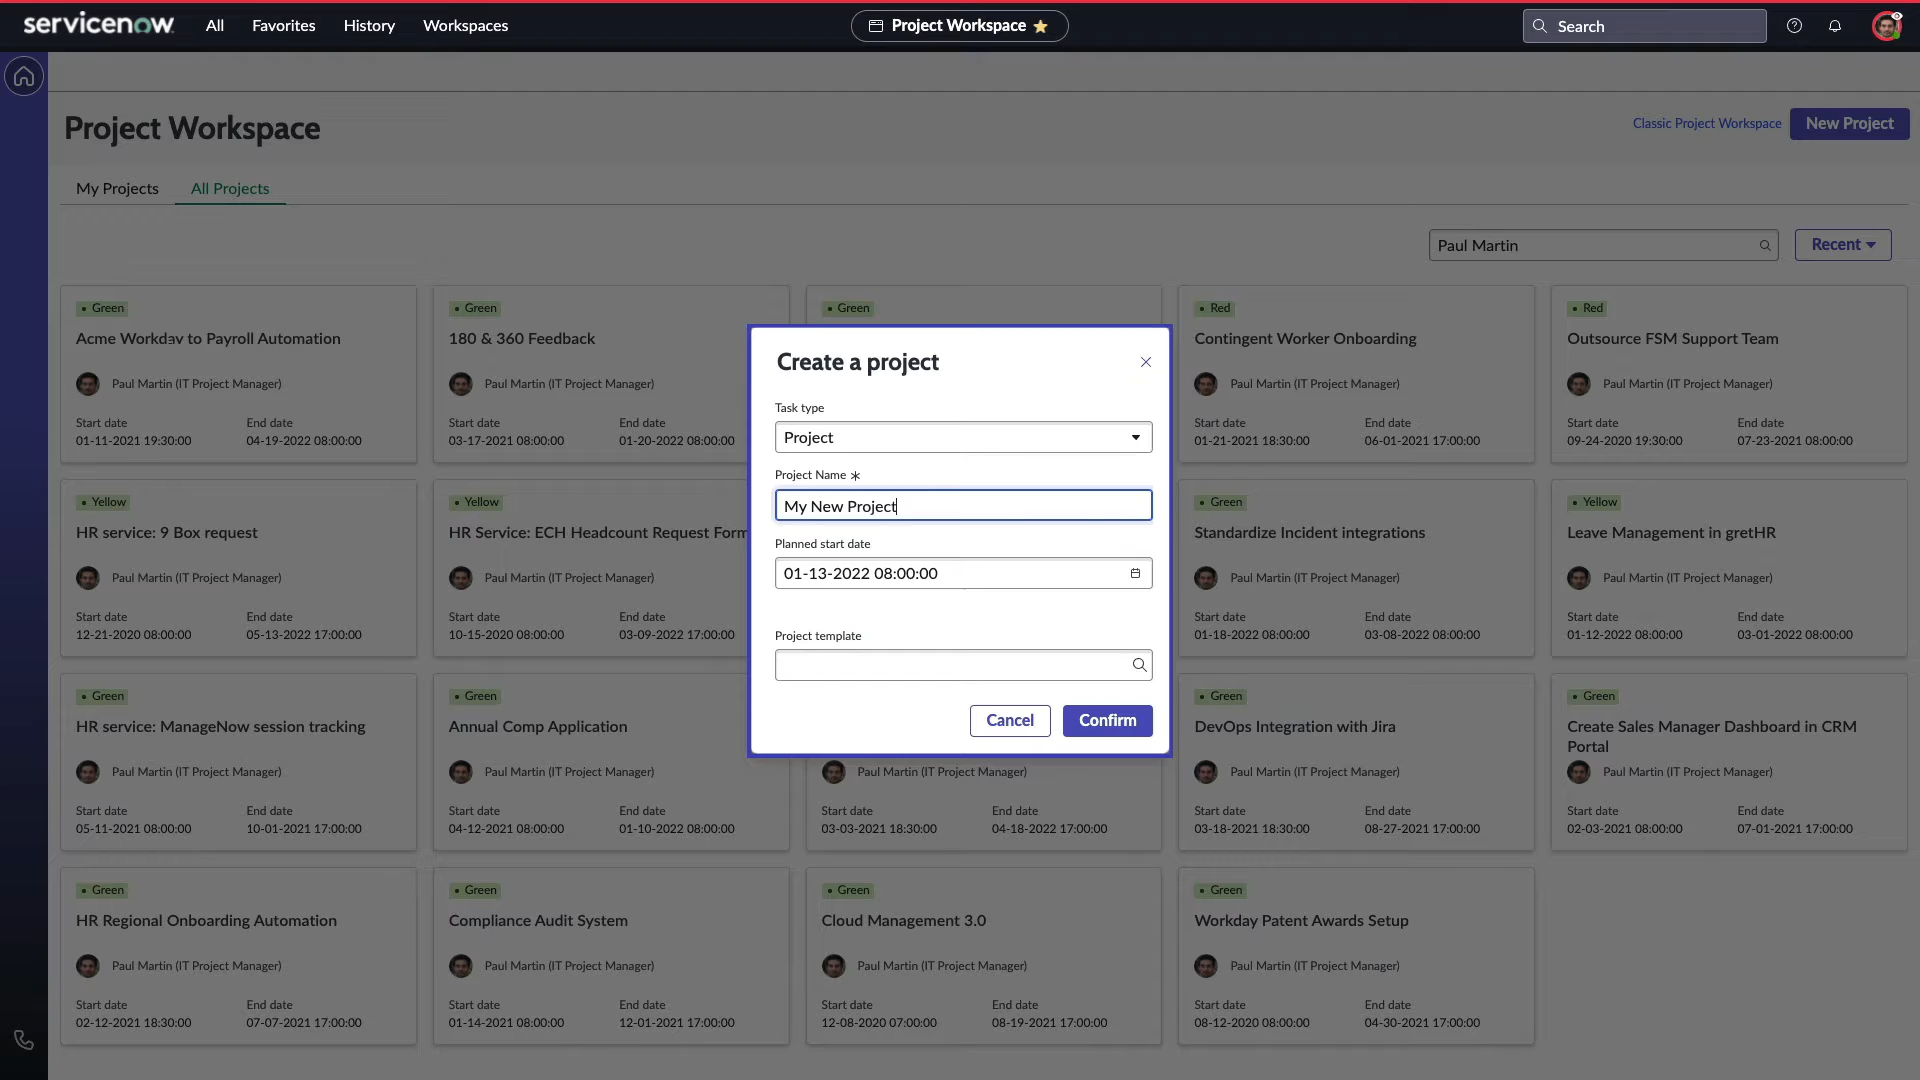 servicenow All Favorites History Workspaces Project Workspace Search
Project Workspace
Classic Project Workspace New Project
My Projects All Projects
Paul Martin Recent
Green
Acme Workday to Payroll Automation
Paul Martin (IT Project Manager)
Start date End date
01-11-2021 19:30:00 04-19-2022 08:00:00
Green
180 & 360 Feedback
Paul Martin (IT Project Manager)
Start date End date
03-17-2021 08:00:00 01-20-2022 08:00:00
Green
Red
Contingent Worker Onboarding
Paul Martin (IT Project Manager)
Start date End date
01-21-2021 18:30:00 06-01-2021 17:00:00
Red
Outsource FSM Support Team
Paul Martin (IT Project Manager)
Start date End date
09-24-2020 19:30:00 07-23-2021 08:00:00
Create a project
Task type
Project
Project Name *
My New Project
Planned start date
01-13-2022 08:00:00
Project template
Cancel Confirm
Yellow
HR service: 9 Box request
Paul Martin (IT Project Manager)
Start date End date
12-21-2020 08:00:00 05-13-2022 17:00:00
Yellow
HR Service: ECH Headcount Request Form
Paul Martin (IT Project Manager)
Start date End date
10-15-2020 08:00:00 03-09-2022 17:00:00
Green
Standardize Incident integrations
Paul Martin (IT Project Manager)
Start date End date
01-18-2022 08:00:00 03-08-2022 08:00:00
Yellow
Leave Management in gretHR
Paul Martin (IT Project Manager)
Start date End date
01-12-2022 08:00:00 03-01-2022 08:00:00
Green
HR service: ManageNow session tracking
Paul Martin (IT Project Manager)
Start date End date
05-11-2021 08:00:00 10-01-2021 17:00:00
Green
Annual Comp Application
Paul Martin (IT Project Manager)
Start date End date
04-12-2021 08:00:00 01-10-2022 08:00:00
Paul Martin (IT Project Manager)
Start date End date
03-03-2021 18:30:00 04-18-2022 17:00:00
Green
DevOps Integration with Jira
Paul Martin (IT Project Manager)
Start date End date
03-18-2021 18:30:00 08-27-2021 17:00:00
Green
Create Sales Manager Dashboard in CRM
Portal
Paul Martin (IT Project Manager)
Start date End date
02-03-2021 08:00:00 07-01-2021 17:00:00
Green
HR Regional Onboarding Automation
Paul Martin (IT Project Manager)
Start date End date
02-12-2021 18:30:00 07-07-2021 17:00:00
Green
Compliance Audit System
Paul Martin (IT Project Manager)
Start date End date
01-14-2021 08:00:00 12-01-2021 17:00:00
Green
Cloud Management 3.0
Paul Martin (IT Project Manager)
Start date End date
12-08-2020 07:00:00 08-19-2021 17:00:00
Green
Workday Patent Awards Setup
Paul Martin (IT Project Manager)
Start date End date
08-12-2020 08:00:00 04-30-2021 17:00:00